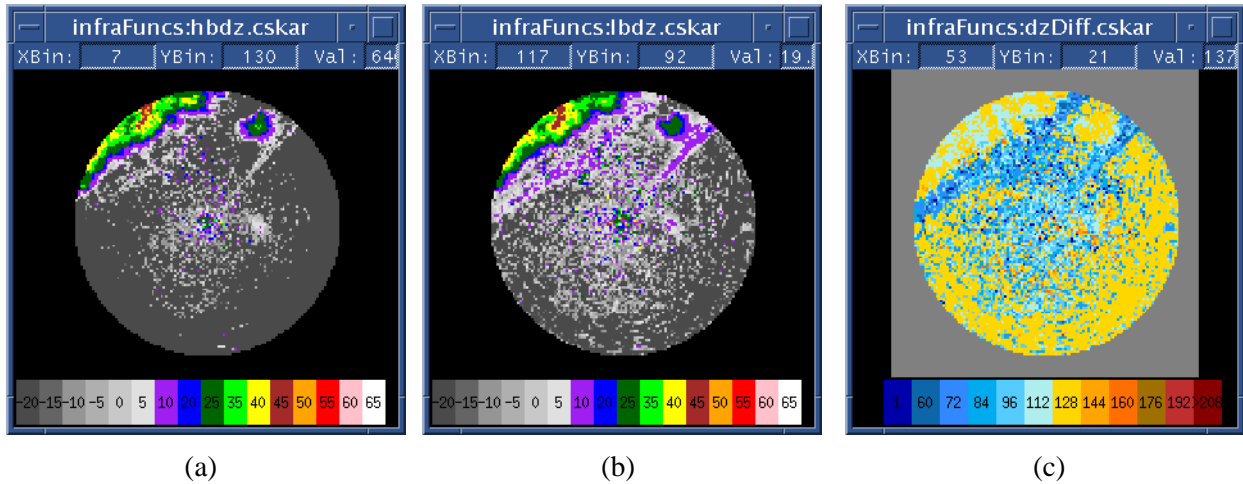 infraFuncs:hbdz.cskar
XBin: 7 YBin: 130 Val: 640
-20 -15 -10 -5 0 5 10 20 25 35 40 45 50 55 60 65
(a)
infraFuncs:lbdz.cskar
XBin: 117 YBin: 92 Val: 19.
-20 -15 -10 -5 0 5 10 20 25 35 40 45 50 55 60 65
(b)
infraFuncs:dzDiff.cskar
XBin: 53 YBin: 21 Val: 137
1 60 72 84 96 112 128 144 160 176 192 >208
(c)